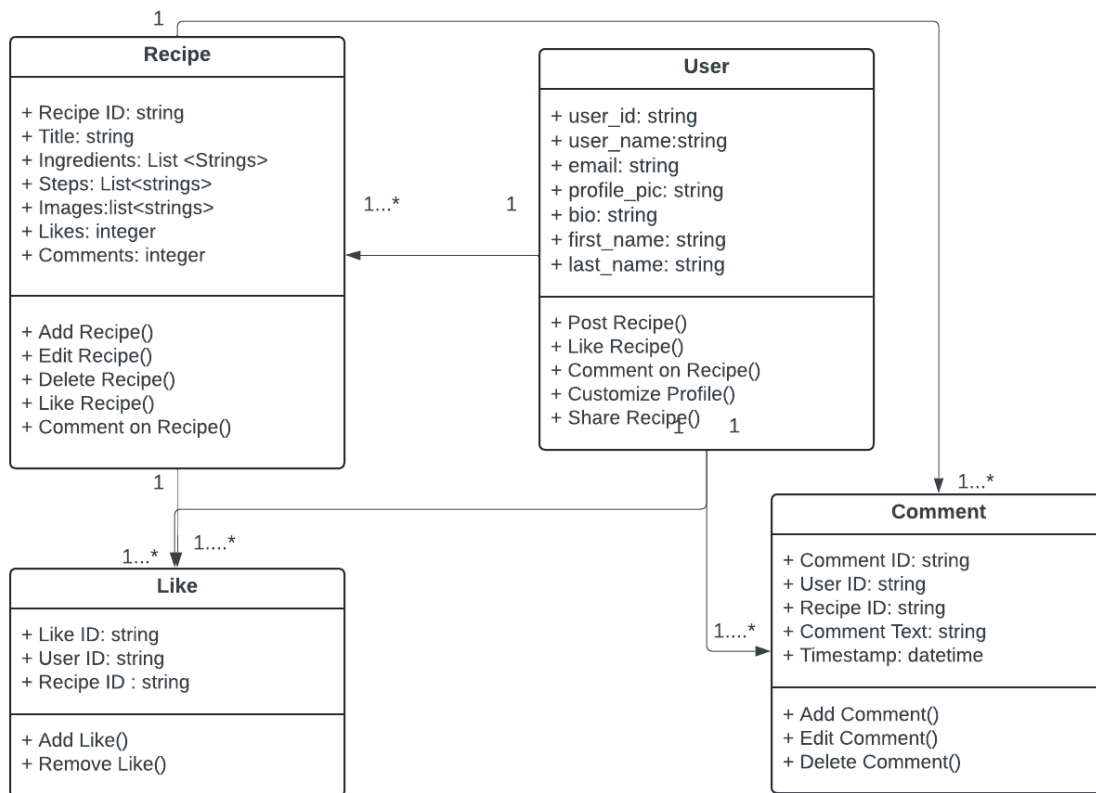 1
Recipe
+ Recipe ID: string
+ Title: string
+ Ingredients: List <Strings>
+ Steps: List<strings>
+ Images:list<strings>
+ Likes: integer
+ Comments: integer
+ Add Recipe()
+ Edit Recipe()
+ Delete Recipe()
+ Like Recipe()
+ Comment on Recipe()
1...*
1
User
+ user_id: string
+ user_name:string
+ email: string
+ profile_pic: string
+ bio: string
+ first_name: string
+ last_name: string
+ Post Recipe()
+ Like Recipe()
+ Comment on Recipe()
+ Customize Profile()
+ Share Recipe()
1
1
1
1...*
1....*
Like
+ Like ID: string
+ User ID: string
+ Recipe ID : string
+ Add Like()
+ Remove Like()
1...*
1....*
Comment
+ Comment ID: string
+ User ID: string
+ Recipe ID: string
+ Comment Text: string
+ Timestamp: datetime
+ Add Comment()
+ Edit Comment()
+ Delete Comment()